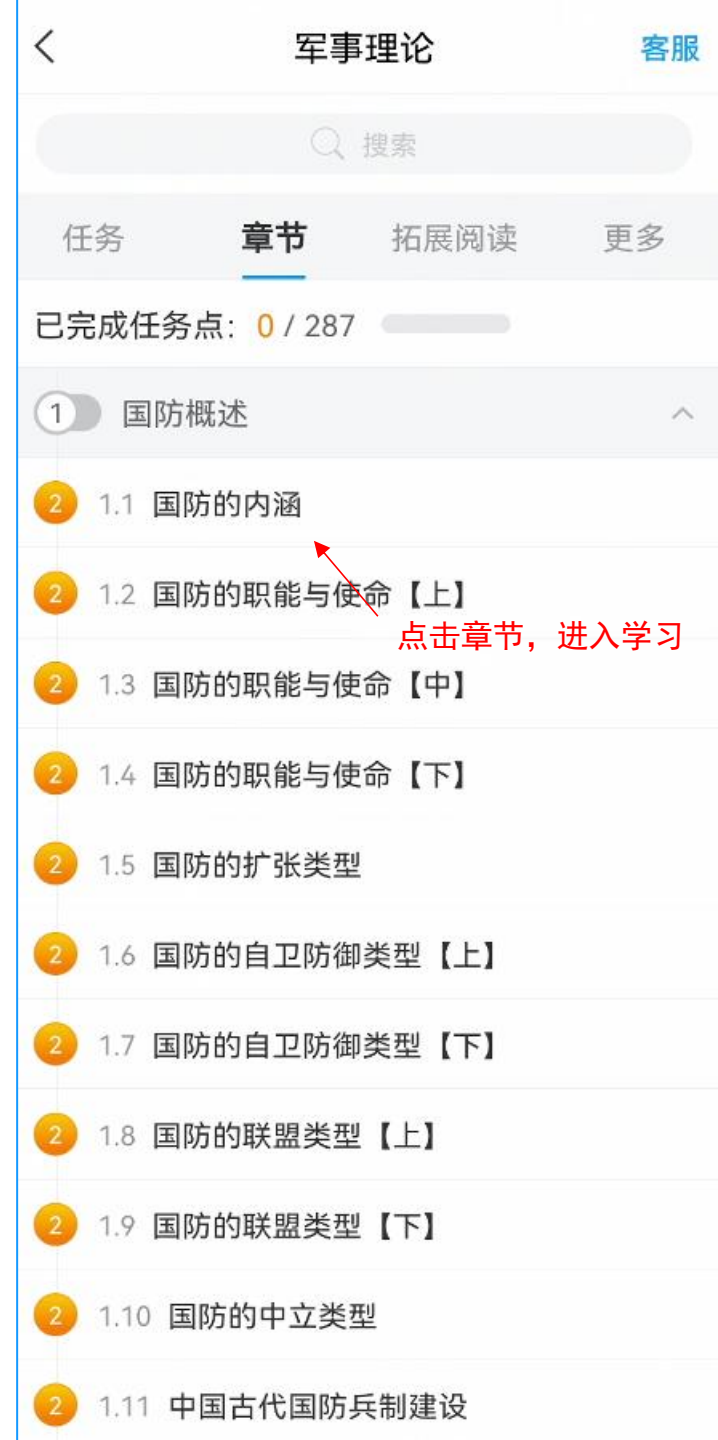 军事理论
客服
搜索
任务
章节
拓展阅读
更多
已完成任务点: 0 / 287
1 国防概述
2 1.1 国防的内涵
2 1.2 国防的职能与使命【上】
点击章节，进入学习
2 1.3 国防的职能与使命【中】
2 1.4 国防的职能与使命【下】
2 1.5 国防的扩张类型
2 1.6 国防的自卫防御类型【上】
2 1.7 国防的自卫防御类型【下】
2 1.8 国防的联盟类型【上】
2 1.9 国防的联盟类型【下】
2 1.10 国防的中立类型
2 1.11 中国古代国防兵制建设